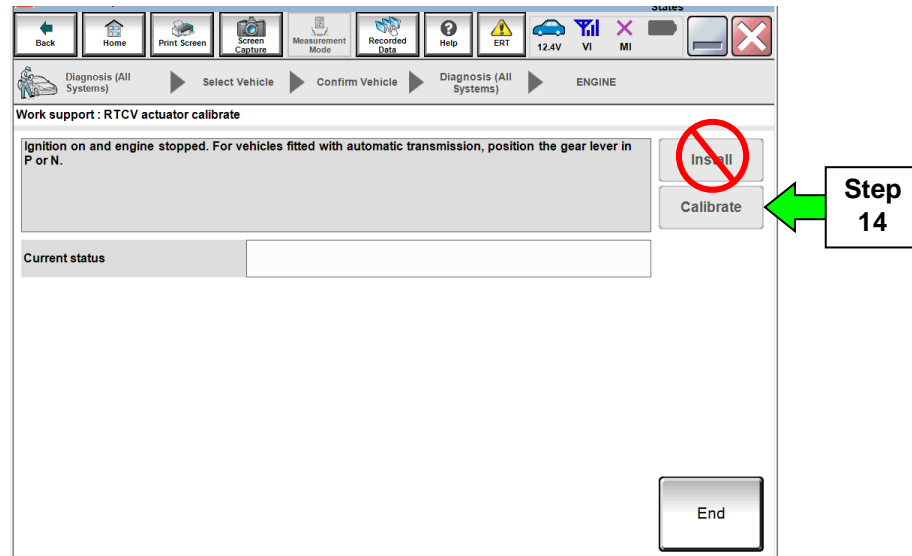 States
Back
Home
Print Screen
Screen
Capture
Measurement
Mode
Recorded
Data
Help
ERT
12.4V
VI
MI
Diagnosis (All
Systems)
Select Vehicle
Confirm Vehicle
Diagnosis (All
Systems)
ENGINE
Work support : RTCV actuator calibrate
Ignition on and engine stopped. For vehicles fitted with automatic transmission, position the gear lever in
P or N.
Install
Calibrate
Step
14
Current status
End